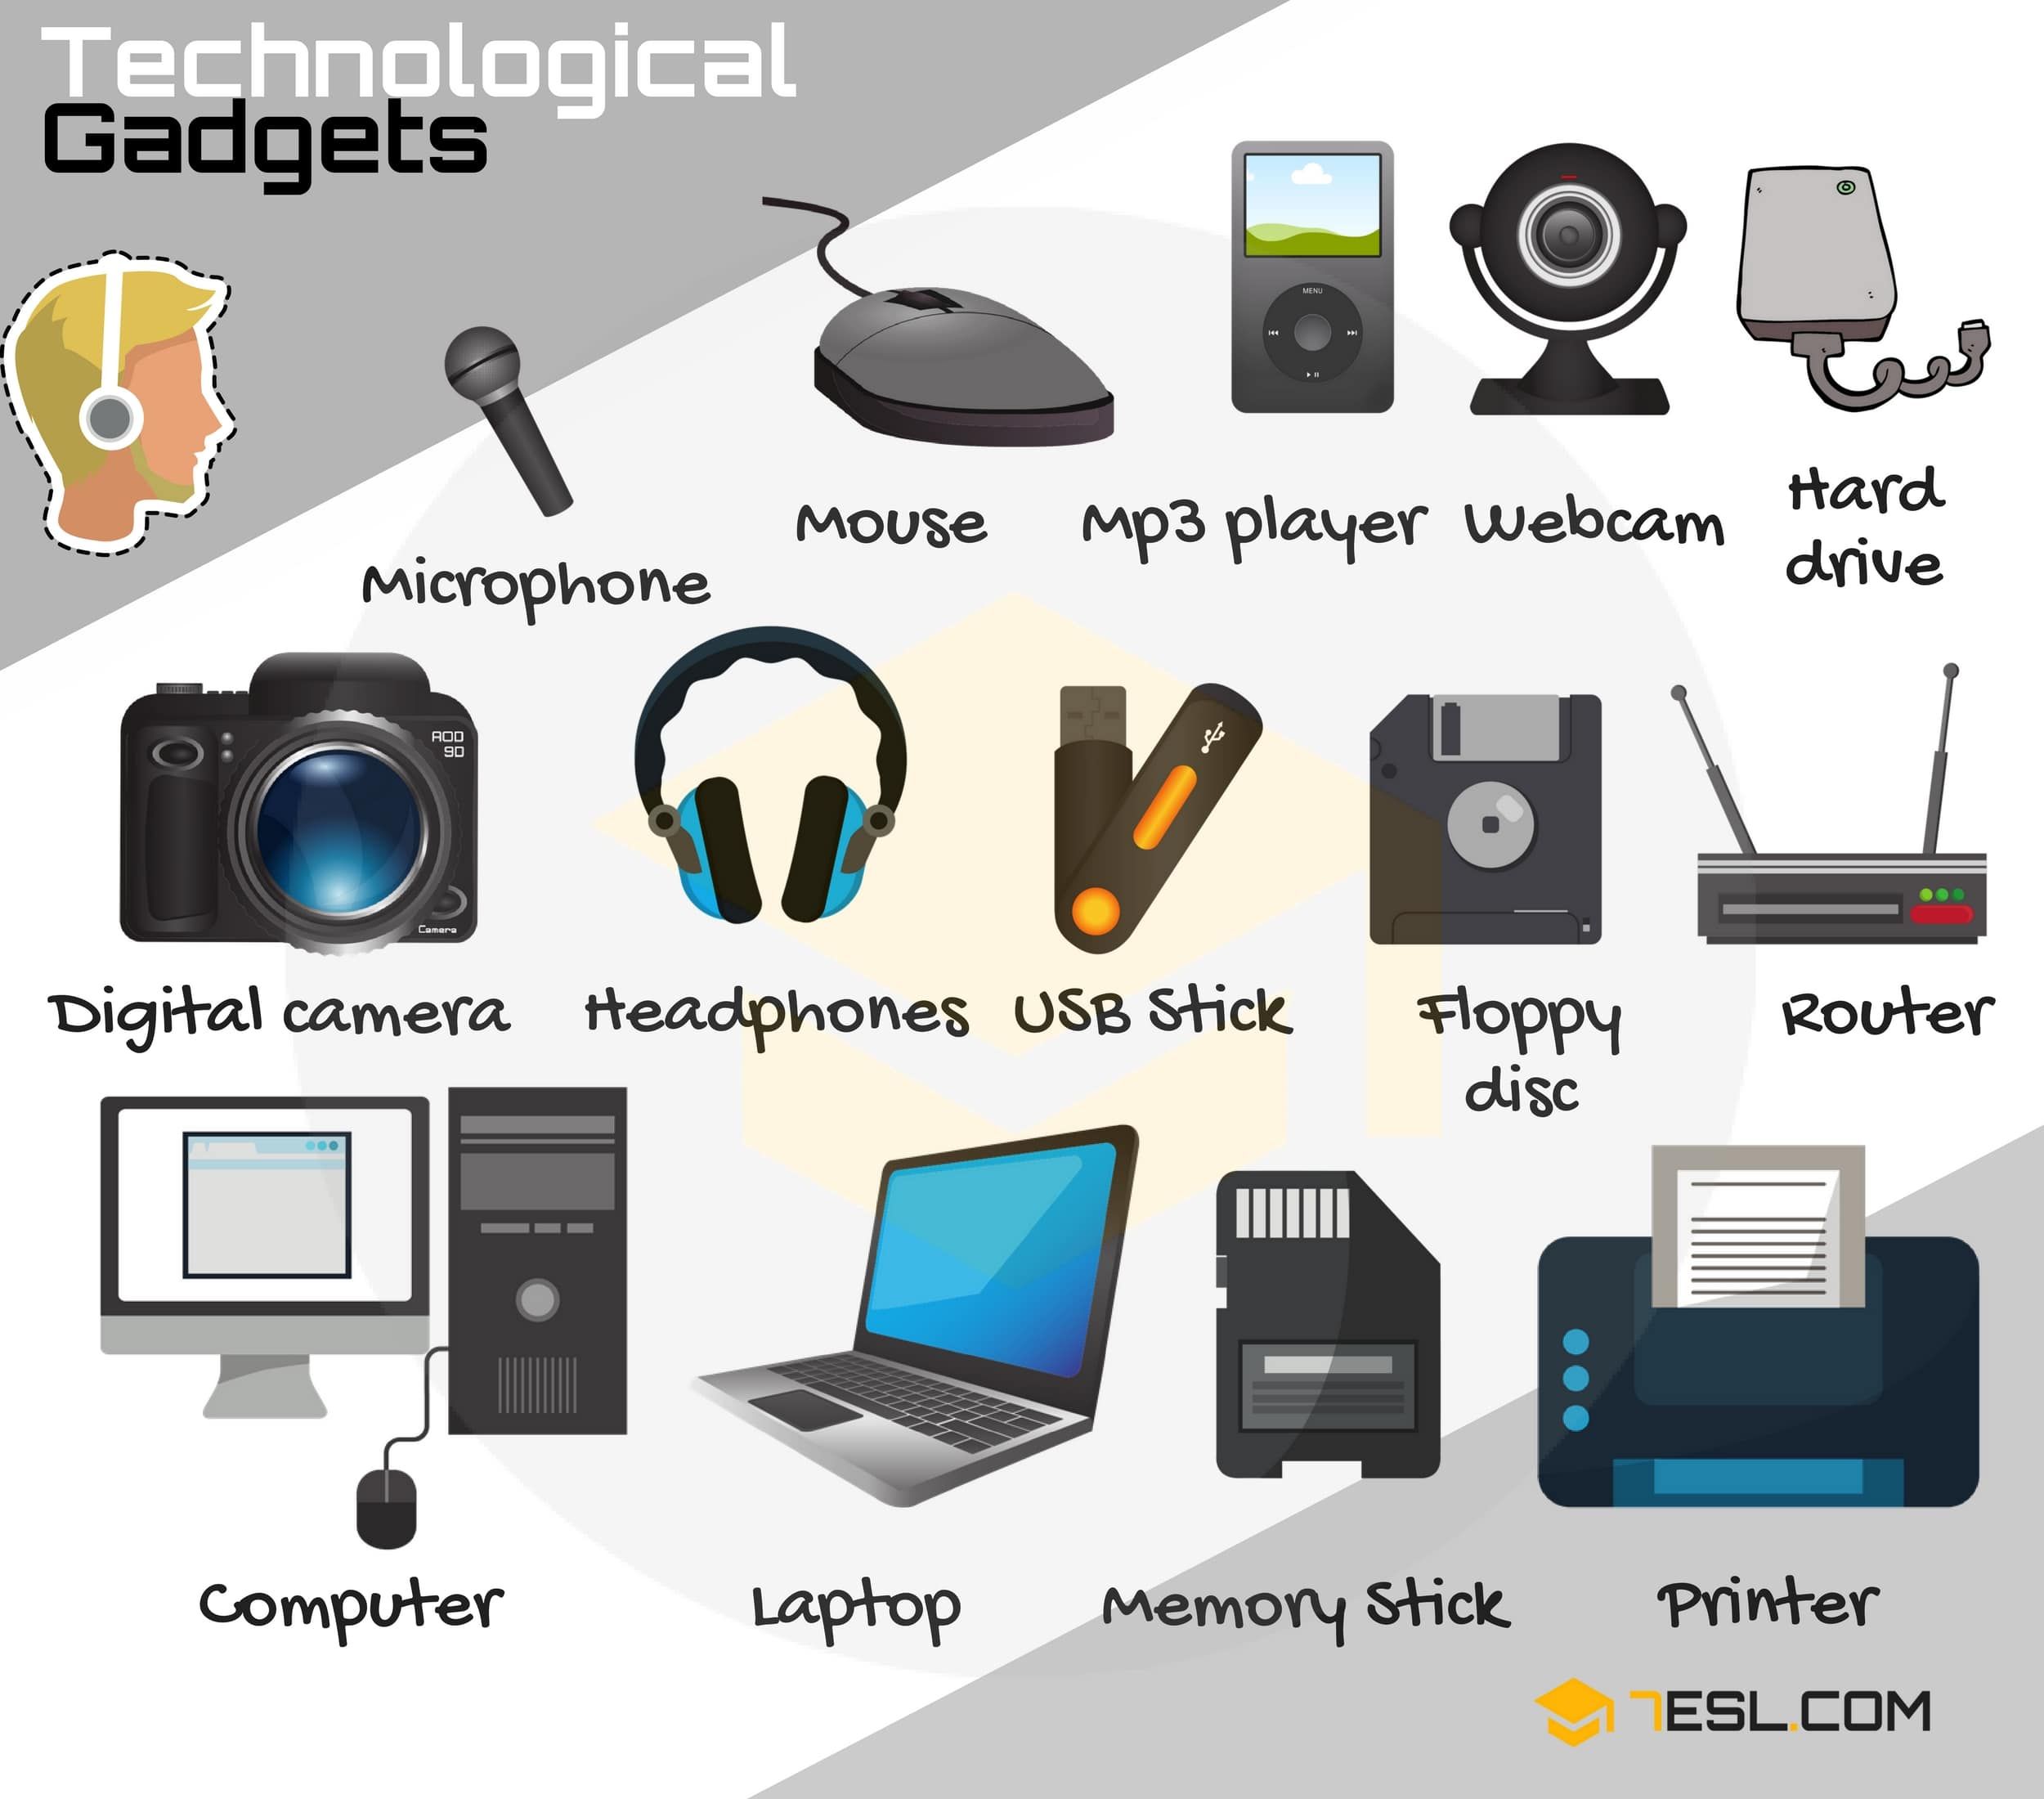 Technological
Gadgets
MENU
Microphone
Mouse
Mp3 player
Webcam
Hard
drive
AOD
9D
Camera
Digital camera
Headphones
USB Stick
Floppy
disc
Router
Computer
Laptop
Memory Stick
Printer
7ESL.COM